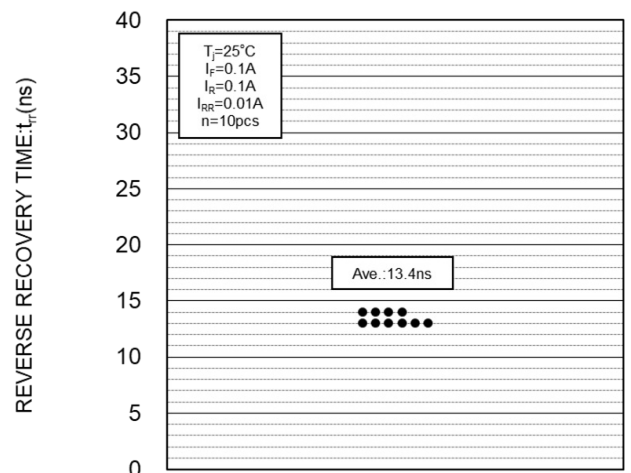 REVERSE RECOVERY TIME:trr(ns)
40
35
30
25
20
15
10
5
0
Tj=25°C
IF=0.1A
IR=0.1A
IRR=0.01A
n=10pcs
Ave.:13.4ns